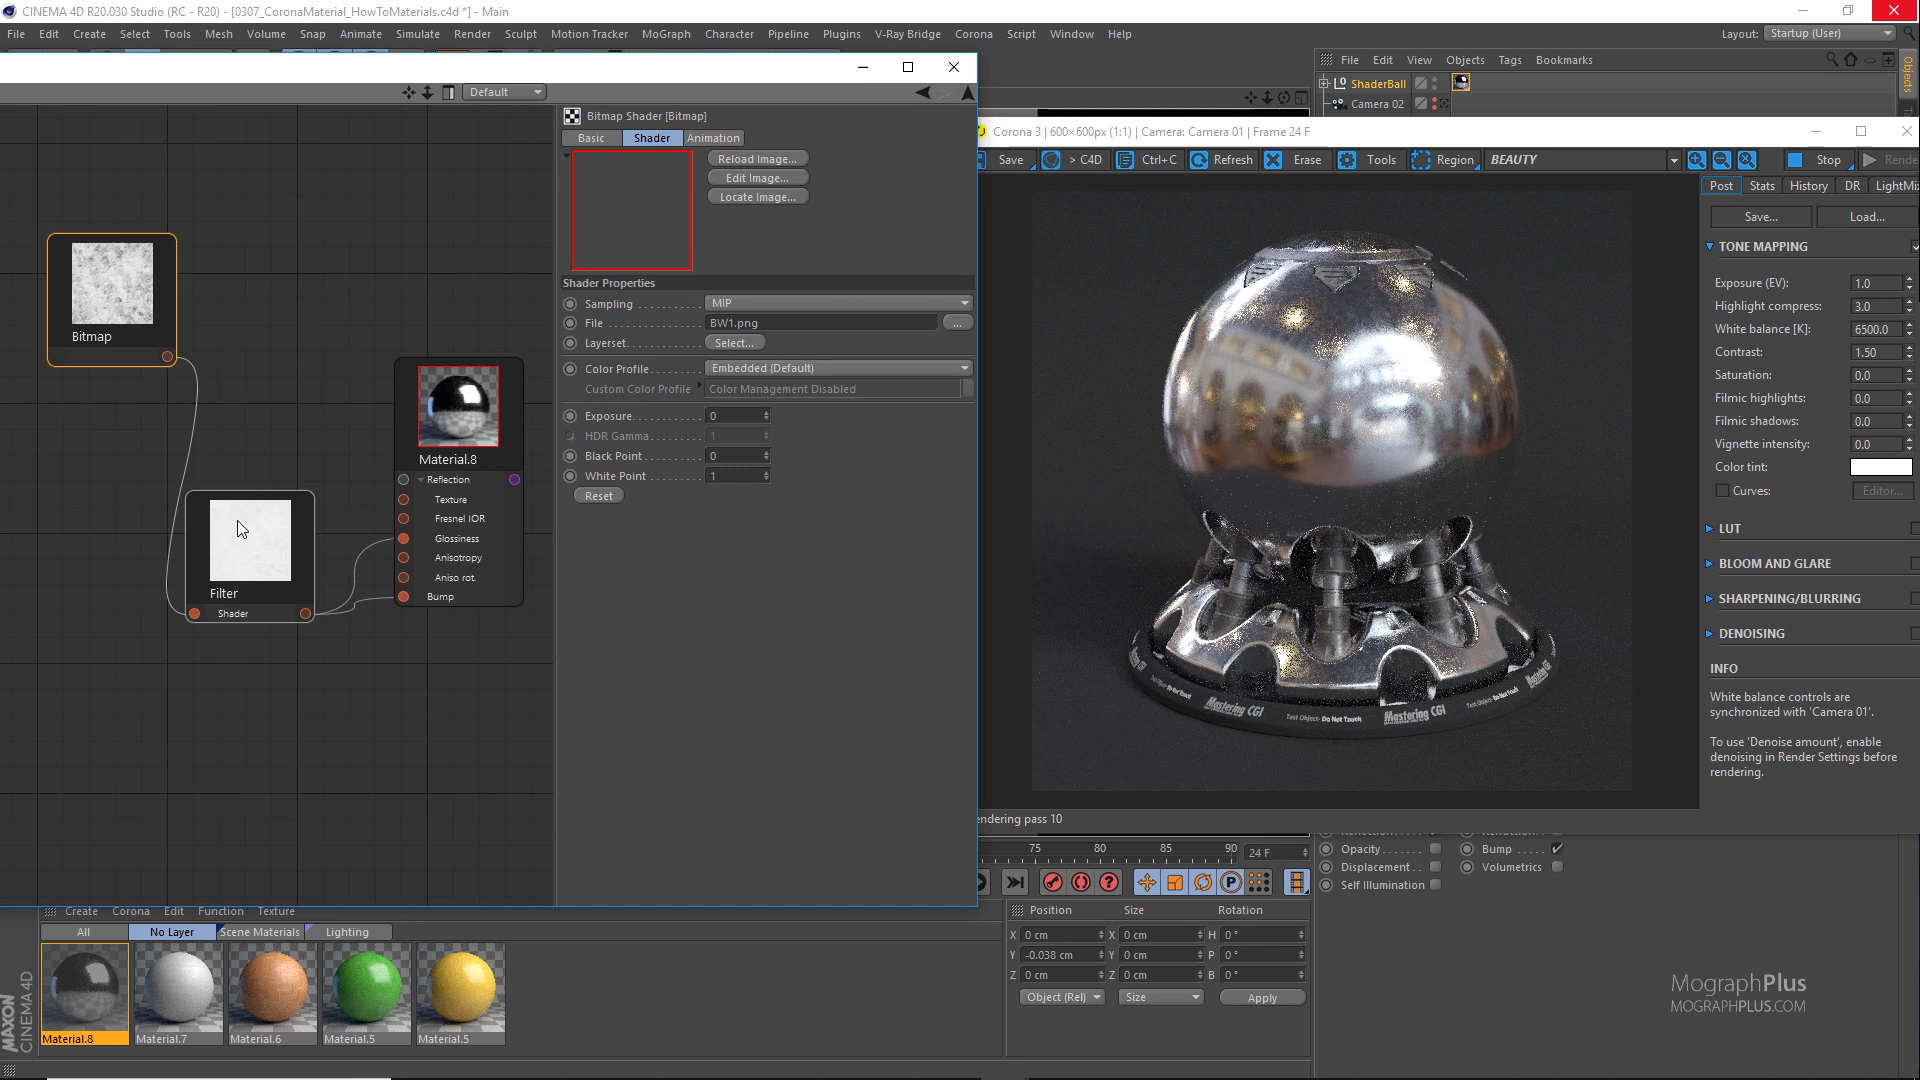 CINEMA 4D R20.030 Studio (RC - R20) - [0307_CoronaMaterial_HowToMaterials.c4d *] - Main
File Edit Create Select Tools Mesh Volume Snap Animate Simulate Render Sculpt Motion Tracker MoGraph Character Pipeline Plugins V-Ray Bridge Corona Script Window Help
Layout: Startup (User)
File Edit View Objects Tags Bookmarks
ShaderBall
Camera 02
Objects
Default
Bitmap Shader [Bitmap]
Basic Shader Animation
Reload Image...
Edit Image...
Locate Image...
Shader Properties
Sampling MIP
File BW1.png ...
Layerset Select...
Color Profile Embedded (Default)
Custom Color Profile Color Management Disabled
Exposure 0
HDR Gamma 1
Black Point 0
White Point 1
Reset
Bitmap
Filter
Shader
Material.8
Reflection
Texture
Fresnel IOR
Glossiness
Anisotropy
Aniso rot.
Bump
Corona 3 | 600×600px (1:1) | Camera: Camera 01 | Frame 24 F
Save > C4D Ctrl+C Refresh Erase Tools Region BEAUTY Stop Rende
Post Stats History DR LightMi
Save... Load...
TONE MAPPING
Exposure (EV): 1.0
Highlight compress: 3.0
White balance [K]: 6500.0
Contrast: 1.50
Saturation: 0.0
Filmic highlights: 0.0
Filmic shadows: 0.0
Vignette intensity: 0.0
Color tint:
Curves: Editor...
LUT
BLOOM AND GLARE
SHARPENING/BLURRING
DENOISING
INFO
White balance controls are
synchronized with 'Camera 01'.
To use 'Denoise amount', enable
denoising in Render Settings before
rendering.
Mastering CGI
Test Object- Do Not Touch
Mastering CGI
endering pass 10
75 80 85 90 24 F
Opacity Bump
Displacement Volumetrics
Self Illumination
Create Corona Edit Function Texture
All No Layer Scene Materials Lighting
Material.8 Material.7 Material.6 Material.5 Material.5
Position Size Rotation
X 0 cm X 0 cm H 0 °
Y -0.038 cm Y 0 cm P 0 °
Z 0 cm Z 0 cm B 0 °
Object (Rel) Size Apply
MAXON
CINEMA 4D
MographPlus
MOGRAPHPLUS.COM